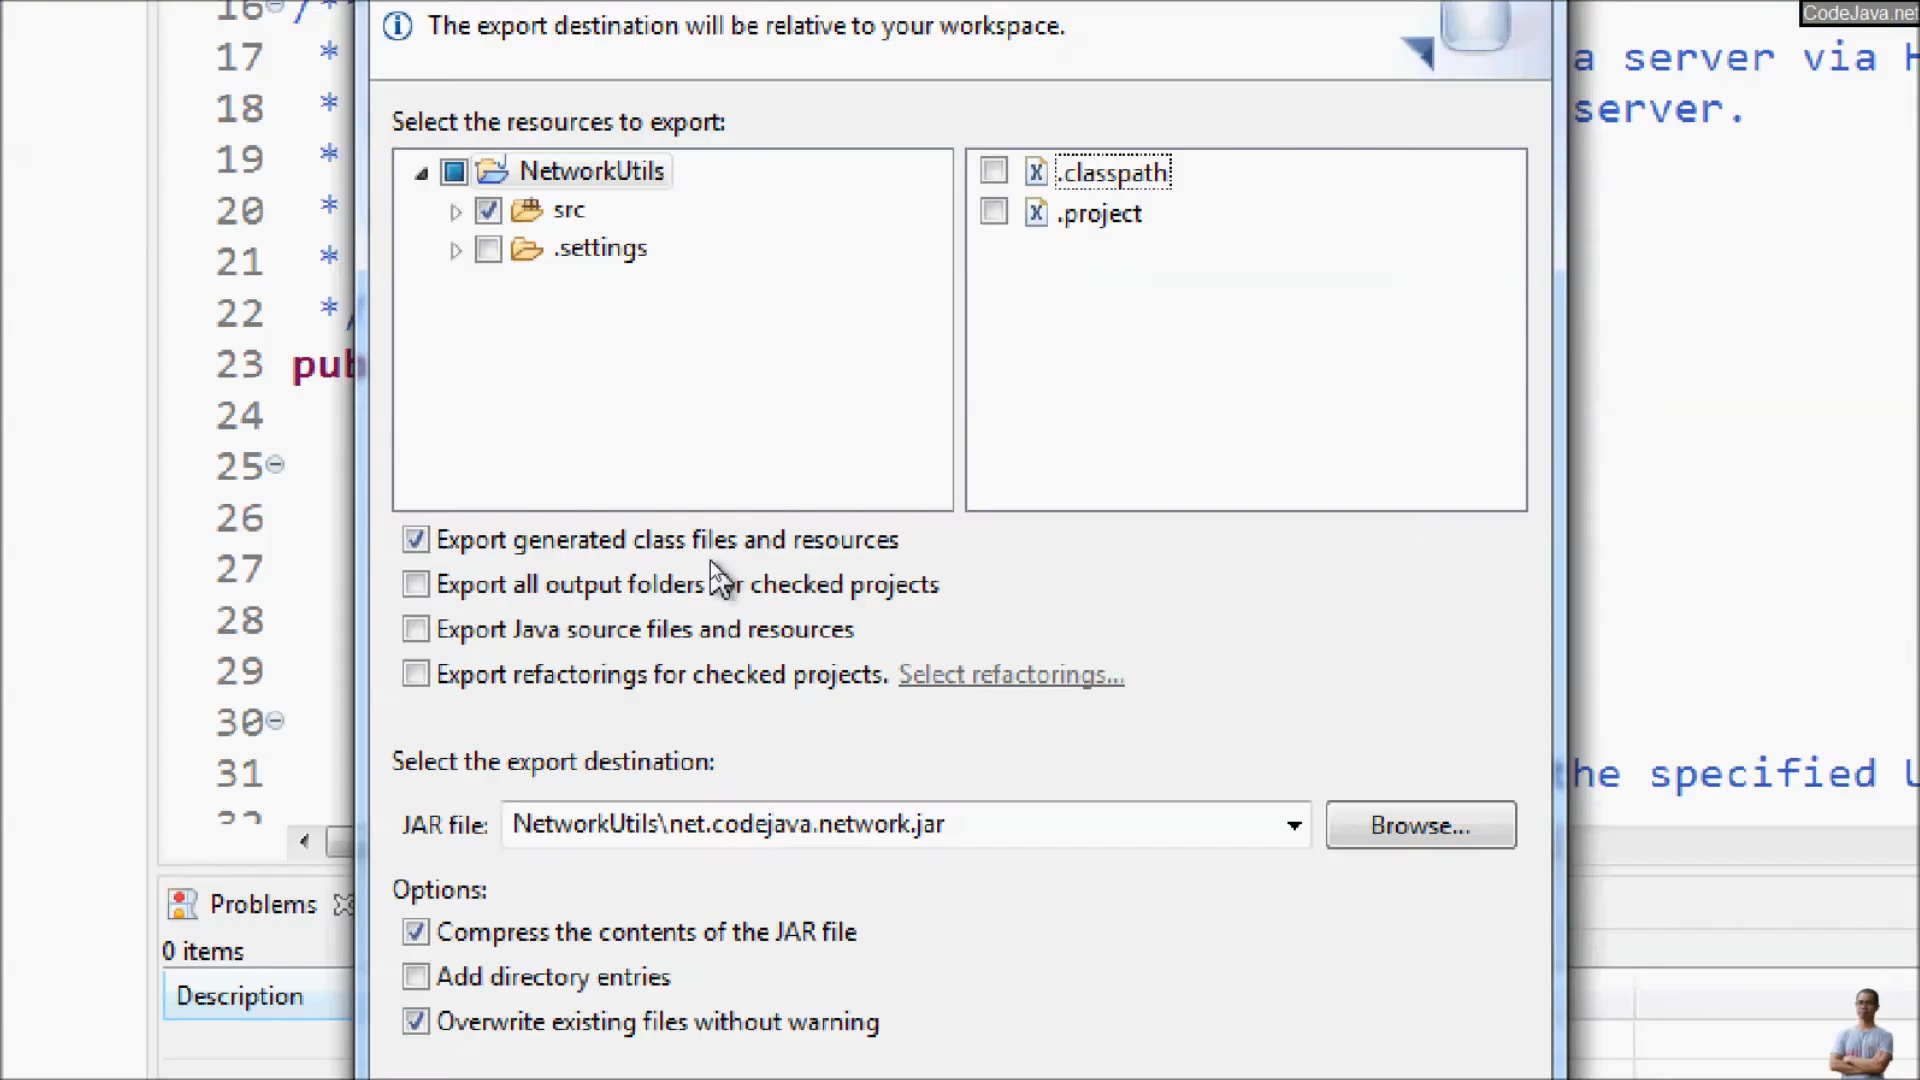 CodeJava.net
The export destination will be relative to your workspace.
16 /*
17 * a server via H
18 * server.
19 *
20 *
21 *
22 */
23 pub
24
25
26
27
28
29
30
31 he specified U
32
Select the resources to export:
NetworkUtils
src
.settings
.classpath
.project
Export generated class files and resources
Export all output folders for checked projects
Export Java source files and resources
Export refactorings for checked projects. Select refactorings...
Select the export destination:
JAR file: NetworkUtils\net.codejava.network.jar Browse...
Options:
Compress the contents of the JAR file
Add directory entries
Overwrite existing files without warning
Problems
0 items
Description